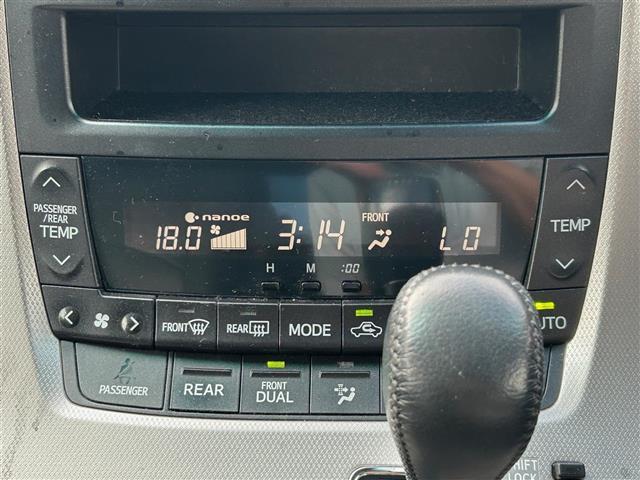 PASSENGER
/REAR
TEMP
nanoe
18.0 3:14 FRONT LO
H M :00
TEMP
FRONT REAR MODE
AUTO
PASSENGER
REAR
FRONT
DUAL
SHIFT
LOCK